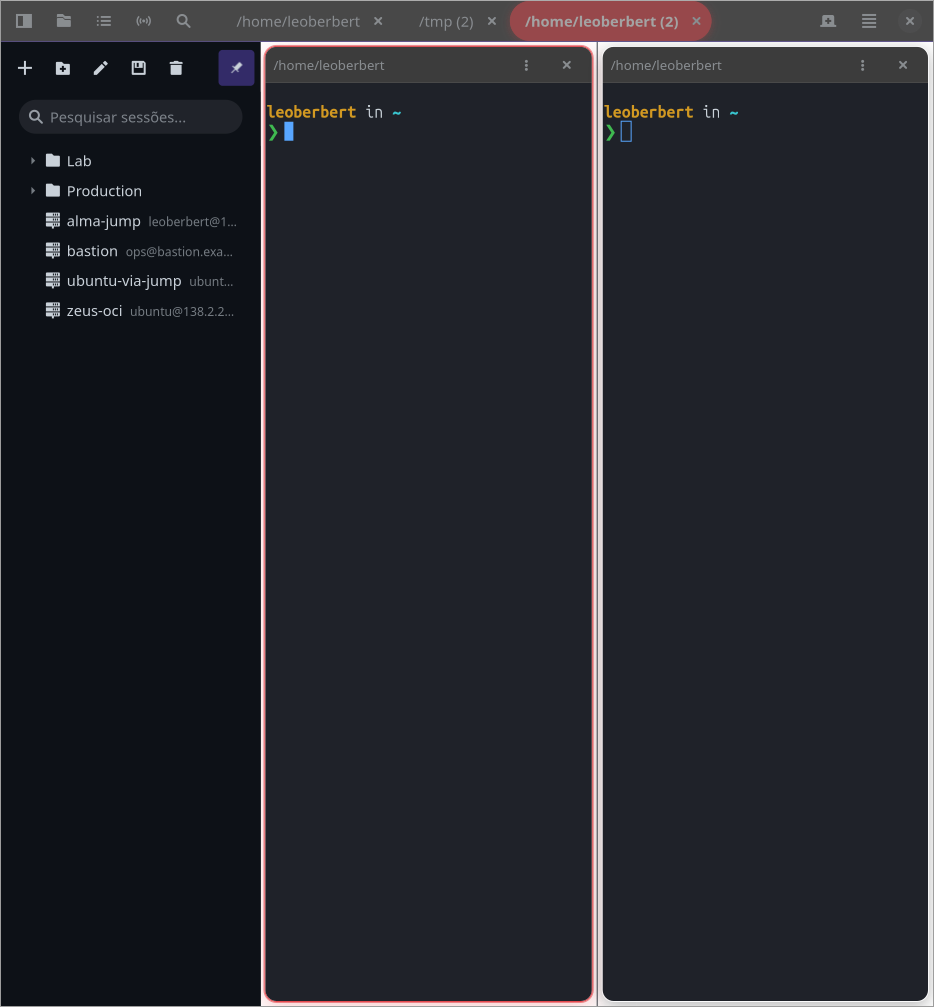 /home/leoberbert
/tmp (2)
/home/leoberbert (2)
Pesquisar sessões...
Lab
Production
alma-jump leoberbert@1...
bastion ops@bastion.exa...
ubuntu-via-jump ubunt...
zeus-oci ubuntu@138.2.2...
/home/leoberbert
leoberbert in ~
❯
/home/leoberbert
leoberbert in ~
❯